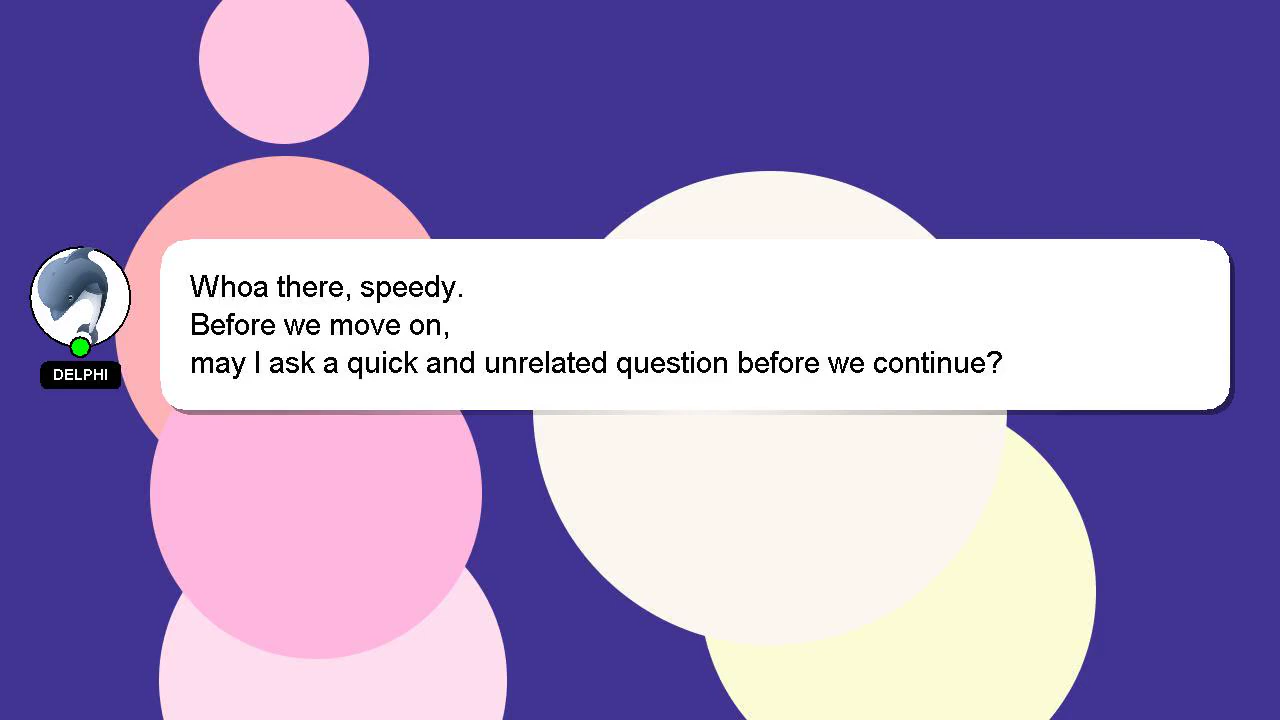 Whoa there, speedy.
Before we move on,
may I ask a quick and unrelated question before we continue?
DELPHI